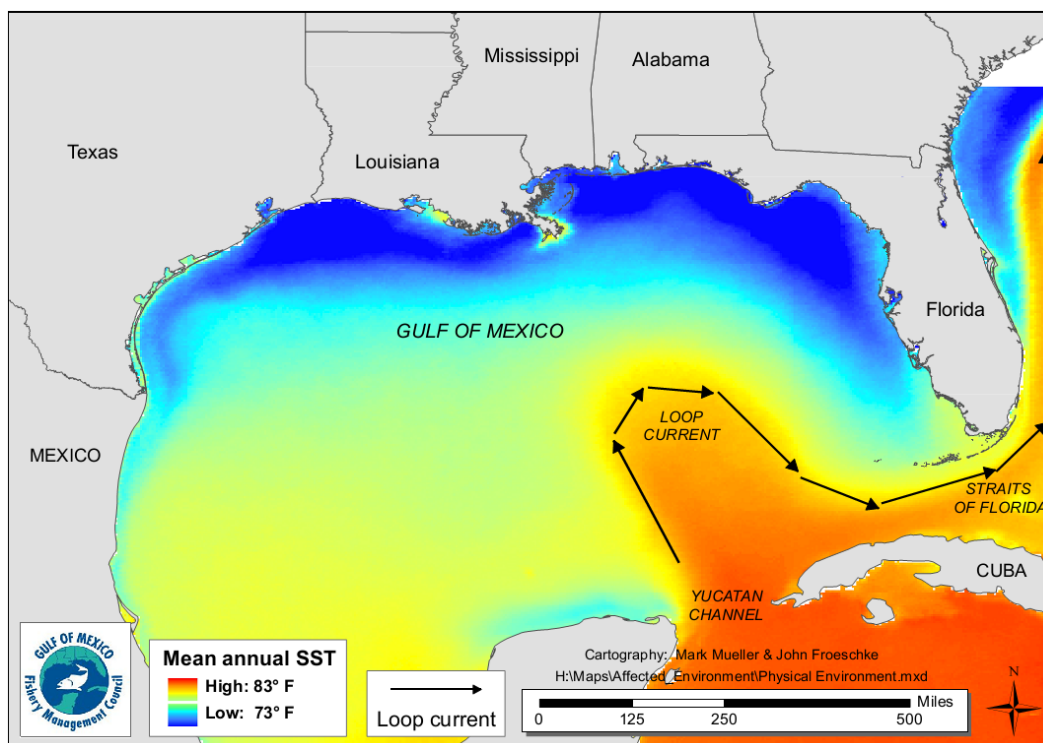 Mississippi
Alabama
Texas
Louisiana
GULF OF MEXICO
Florida
LOOP
CURRENT
MEXICO
STRAITS
OF FLORIDA
CUBA
YUCATAN
CHANNEL
GULF OF MEXICO
Fishery Management Council
Mean annual SST
High: 83° F
Low: 73° F
Loop current
Cartography: Mark Mueller & John Froeschke
H:\Maps\Affected_Environment\Physical Environment.mxd
Miles
0 125 250 500
N